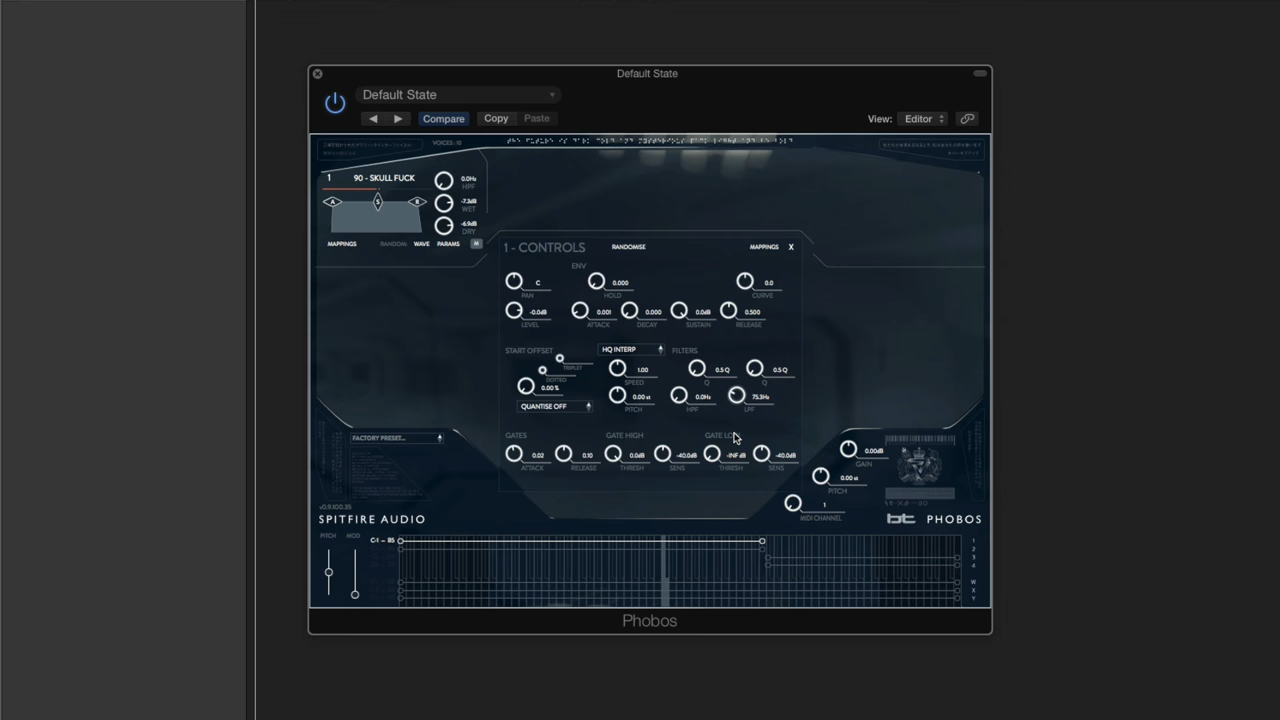 Default State
Default State
Compare
Copy
Paste
View:
Editor
VOICES: 10
1
90 - SKULL FUCK
0.0Hz
HPF
-7.3dB
WET
-6.9dB
DRY
A
S
R
MAPPINGS
RANDOM
WAVE
PARAMS
M
1 - CONTROLS
RANDOMISE
MAPPINGS
X
ENV
C
PAN
0.000
HOLD
0.0
CURVE
-0.0dB
LEVEL
0.001
ATTACK
0.000
DECAY
0.0dB
SUSTAIN
0.500
RELEASE
START OFFSET
HQ INTERP
FILTERS
TRIPLET
DOTTED
0.00 %
QUANTISE OFF
1.00
SPEED
0.00 st
PITCH
0.5 Q
Q
0.5 Q
Q
0.0Hz
HPF
75.3Hz
LPF
GATES
GATE HIGH
0.02
ATTACK
0.10
RELEASE
0.0dB
THRESH
-40.0dB
SENS
-INF dB
THRESH
-40.0dB
SENS
FACTORY PRESET...
0.00dB
GAIN
0.00 st
PITCH
1
MIDI CHANNEL
v0.9.100.35
SPITFIRE AUDIO
bt PHOBOS
PITCH
MOD
C-1 - B5
1
2
3
4
W
X
Y
Phobos